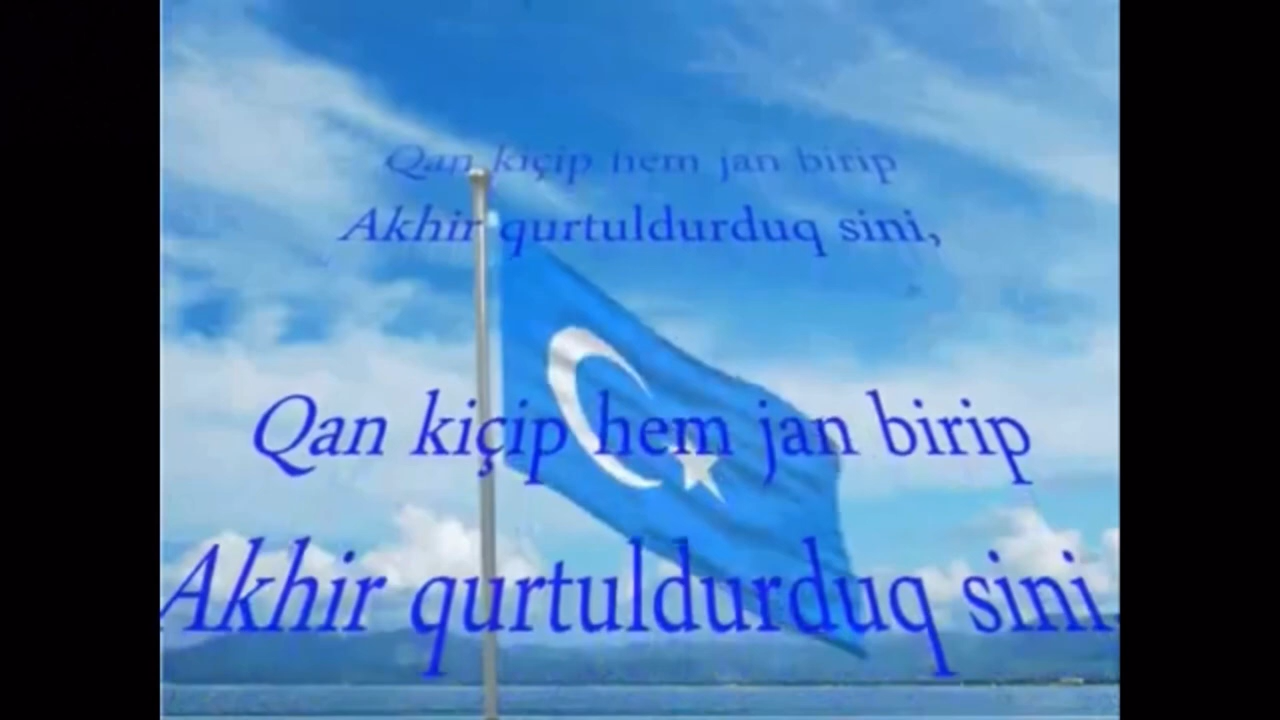 Qan kiçip hem jan birip
Akhir qurtuldurduq sini,
Qan kiçip hem jan birip
Akhir qurtuldurduq sini.